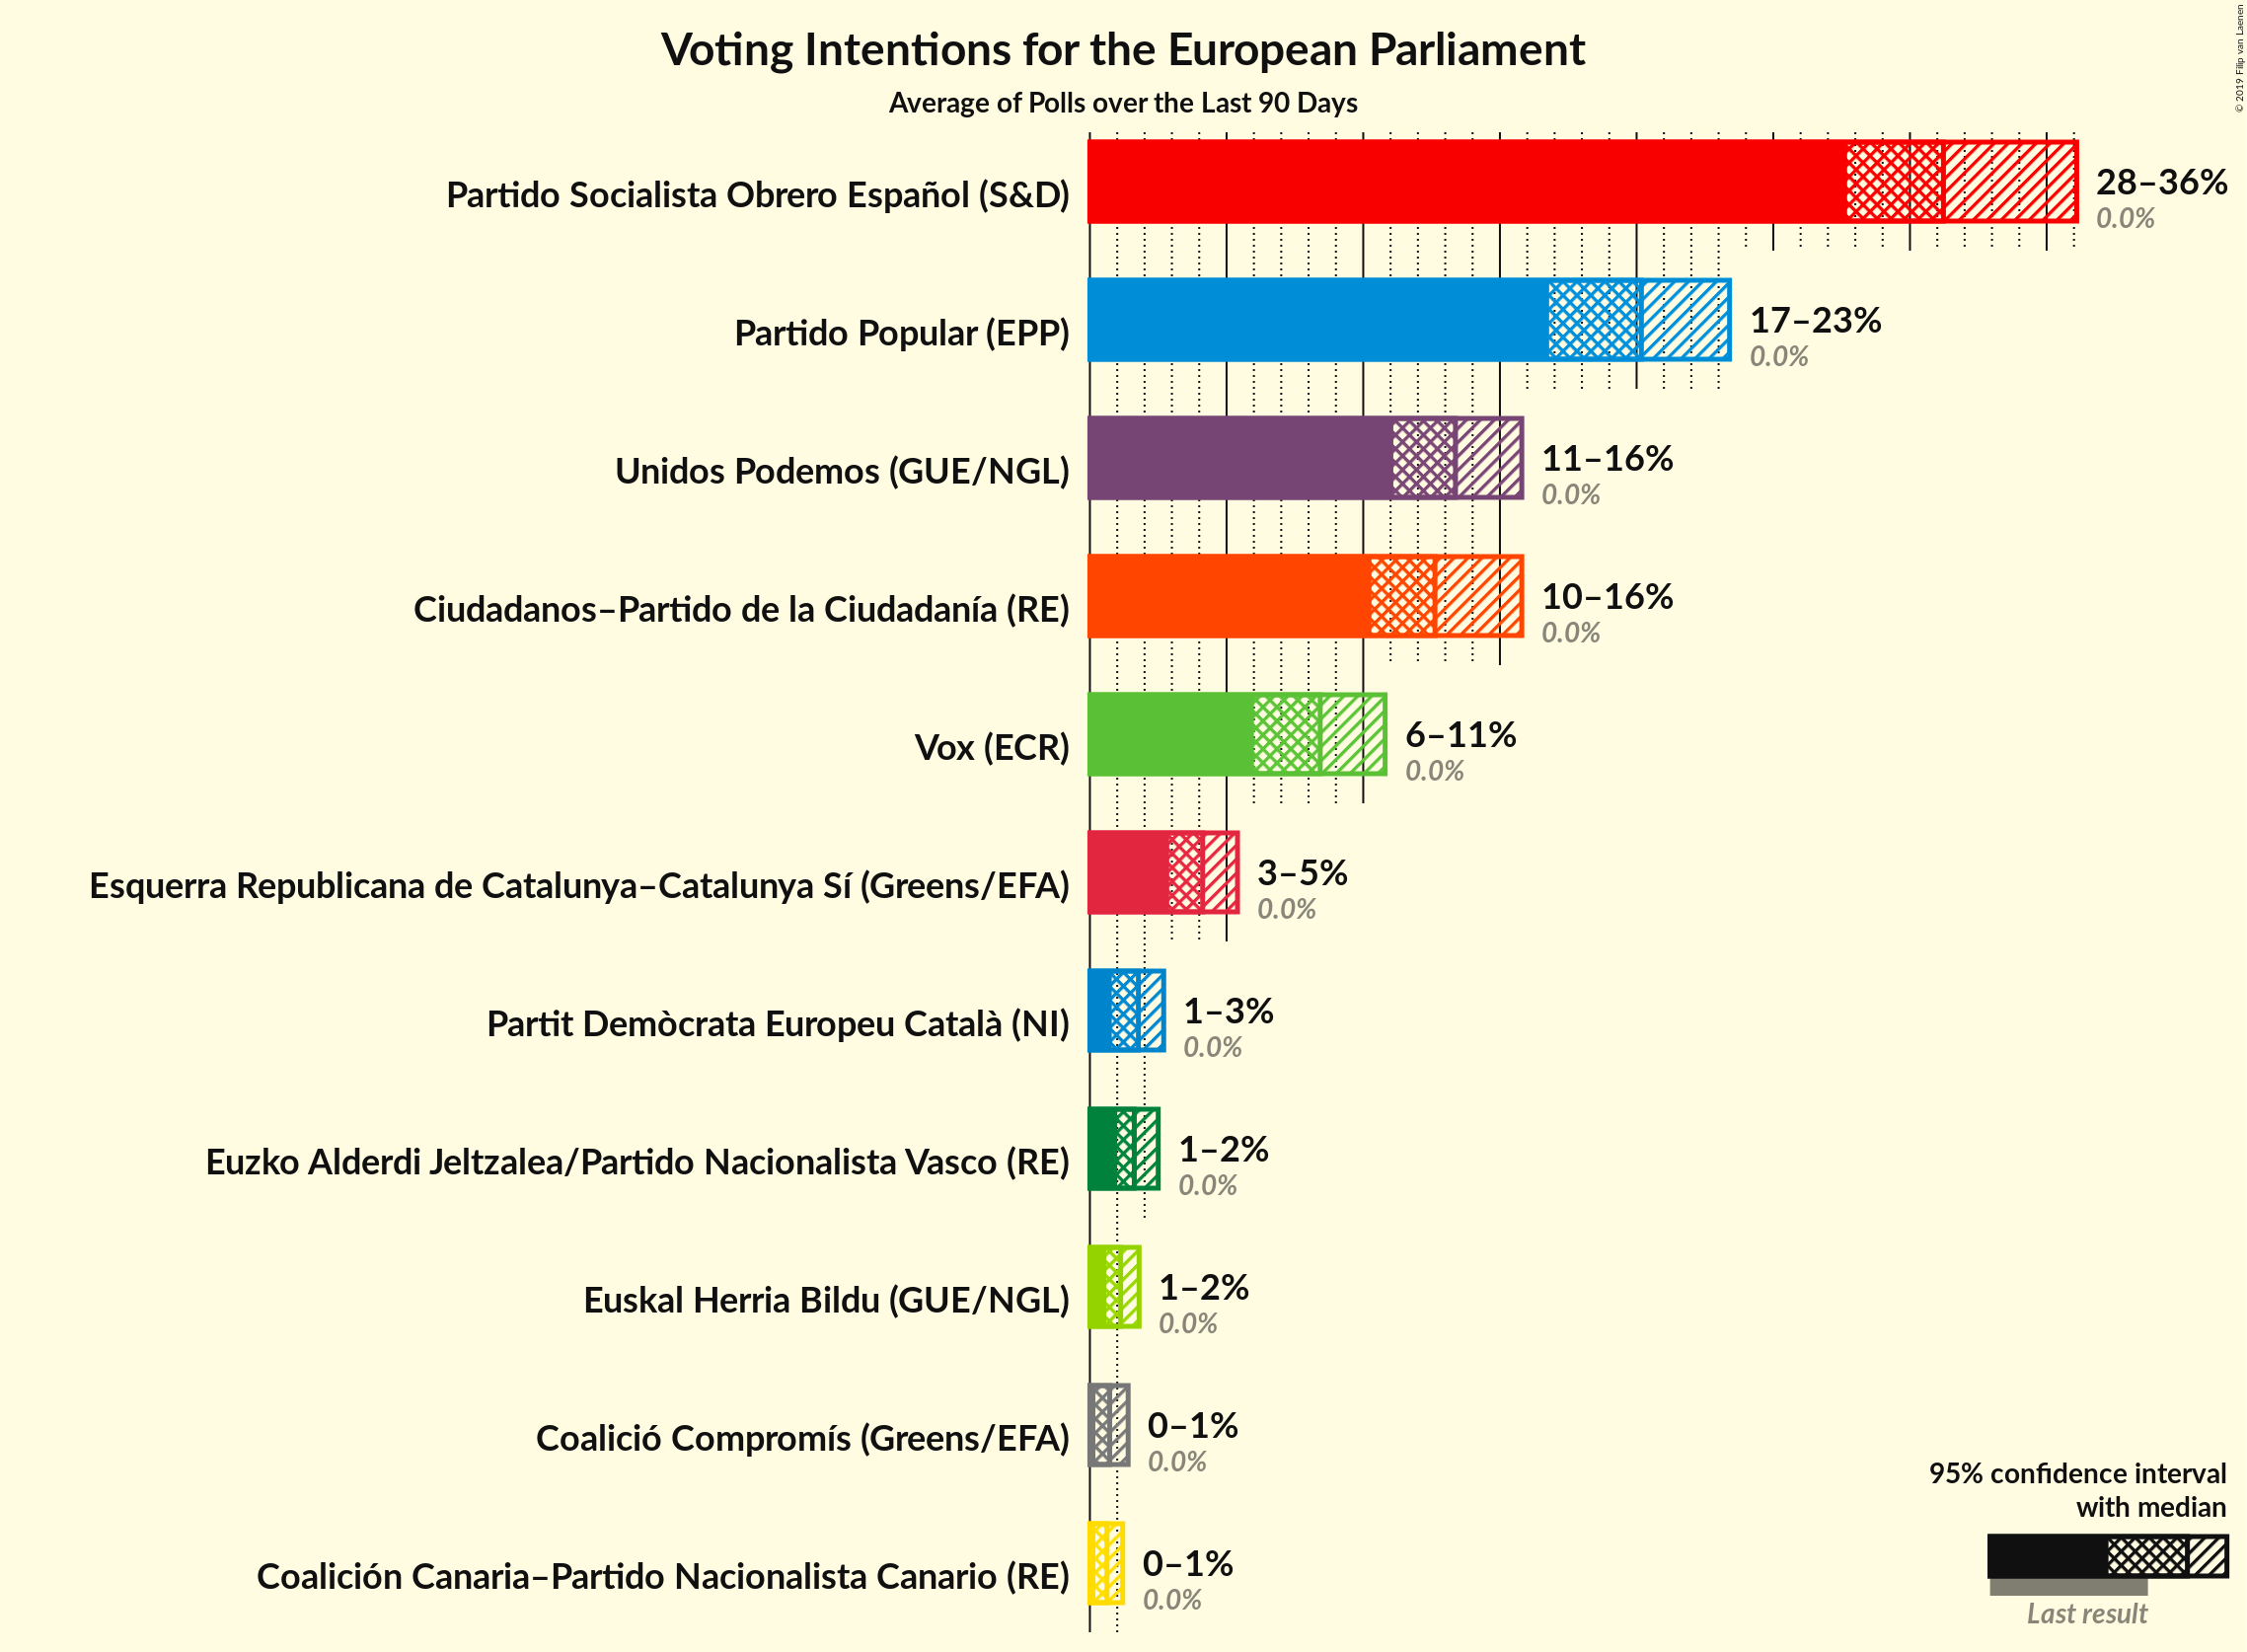 Voting Intentions for the European Parliament
Average of Polls over the Last 90 Days
© 2019 Filip van Laenen
Partido Socialista Obrero Español (S&D)
28–36%
0.0%
Partido Popular (EPP)
17–23%
0.0%
Unidos Podemos (GUE/NGL)
11–16%
0.0%
Ciudadanos–Partido de la Ciudadanía (RE)
10–16%
0.0%
Vox (ECR)
6–11%
0.0%
Esquerra Republicana de Catalunya–Catalunya Sí (Greens/EFA)
3–5%
0.0%
Partit Demòcrata Europeu Català (NI)
1–3%
0.0%
Euzko Alderdi Jeltzalea/Partido Nacionalista Vasco (RE)
1–2%
0.0%
Euskal Herria Bildu (GUE/NGL)
1–2%
0.0%
Coalició Compromís (Greens/EFA)
0–1%
0.0%
Coalición Canaria–Partido Nacionalista Canario (RE)
0–1%
0.0%
95% confidence interval
with median
Last result